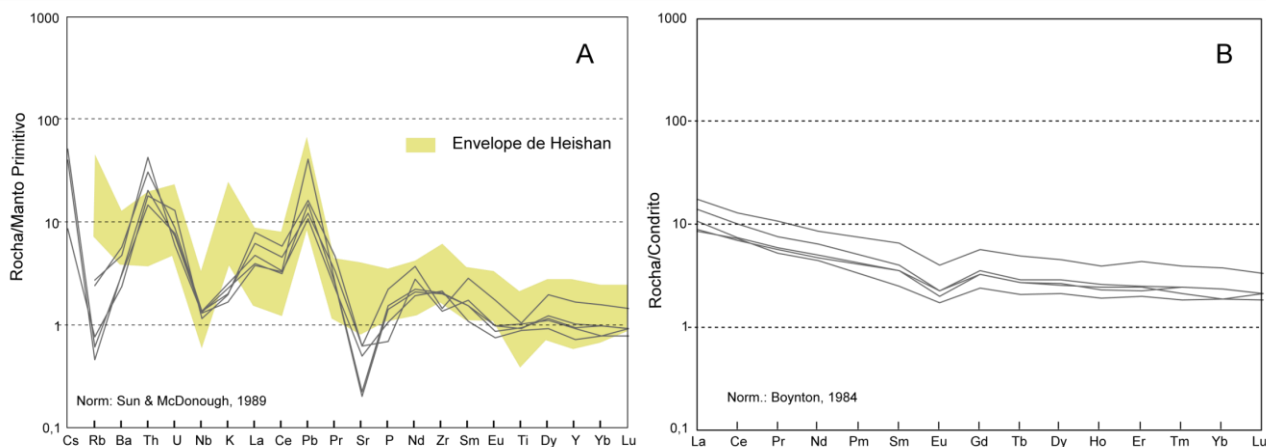 1000
A
100
Envelope de Heishan
10
1
0,1
Rocha/Manto Primitivo
Norm: Sun & McDonough, 1989
Cs Rb Ba Th U Nb K La Ce Pb Pr Sr P Nd Zr Sm Eu Ti Dy Y Yb Lu
1000
B
100
10
1
0,1
Rocha/Condrito
Norm.: Boynton, 1984
La Ce Pr Nd Pm Sm Eu Gd Tb Dy Ho Er Tm Yb Lu